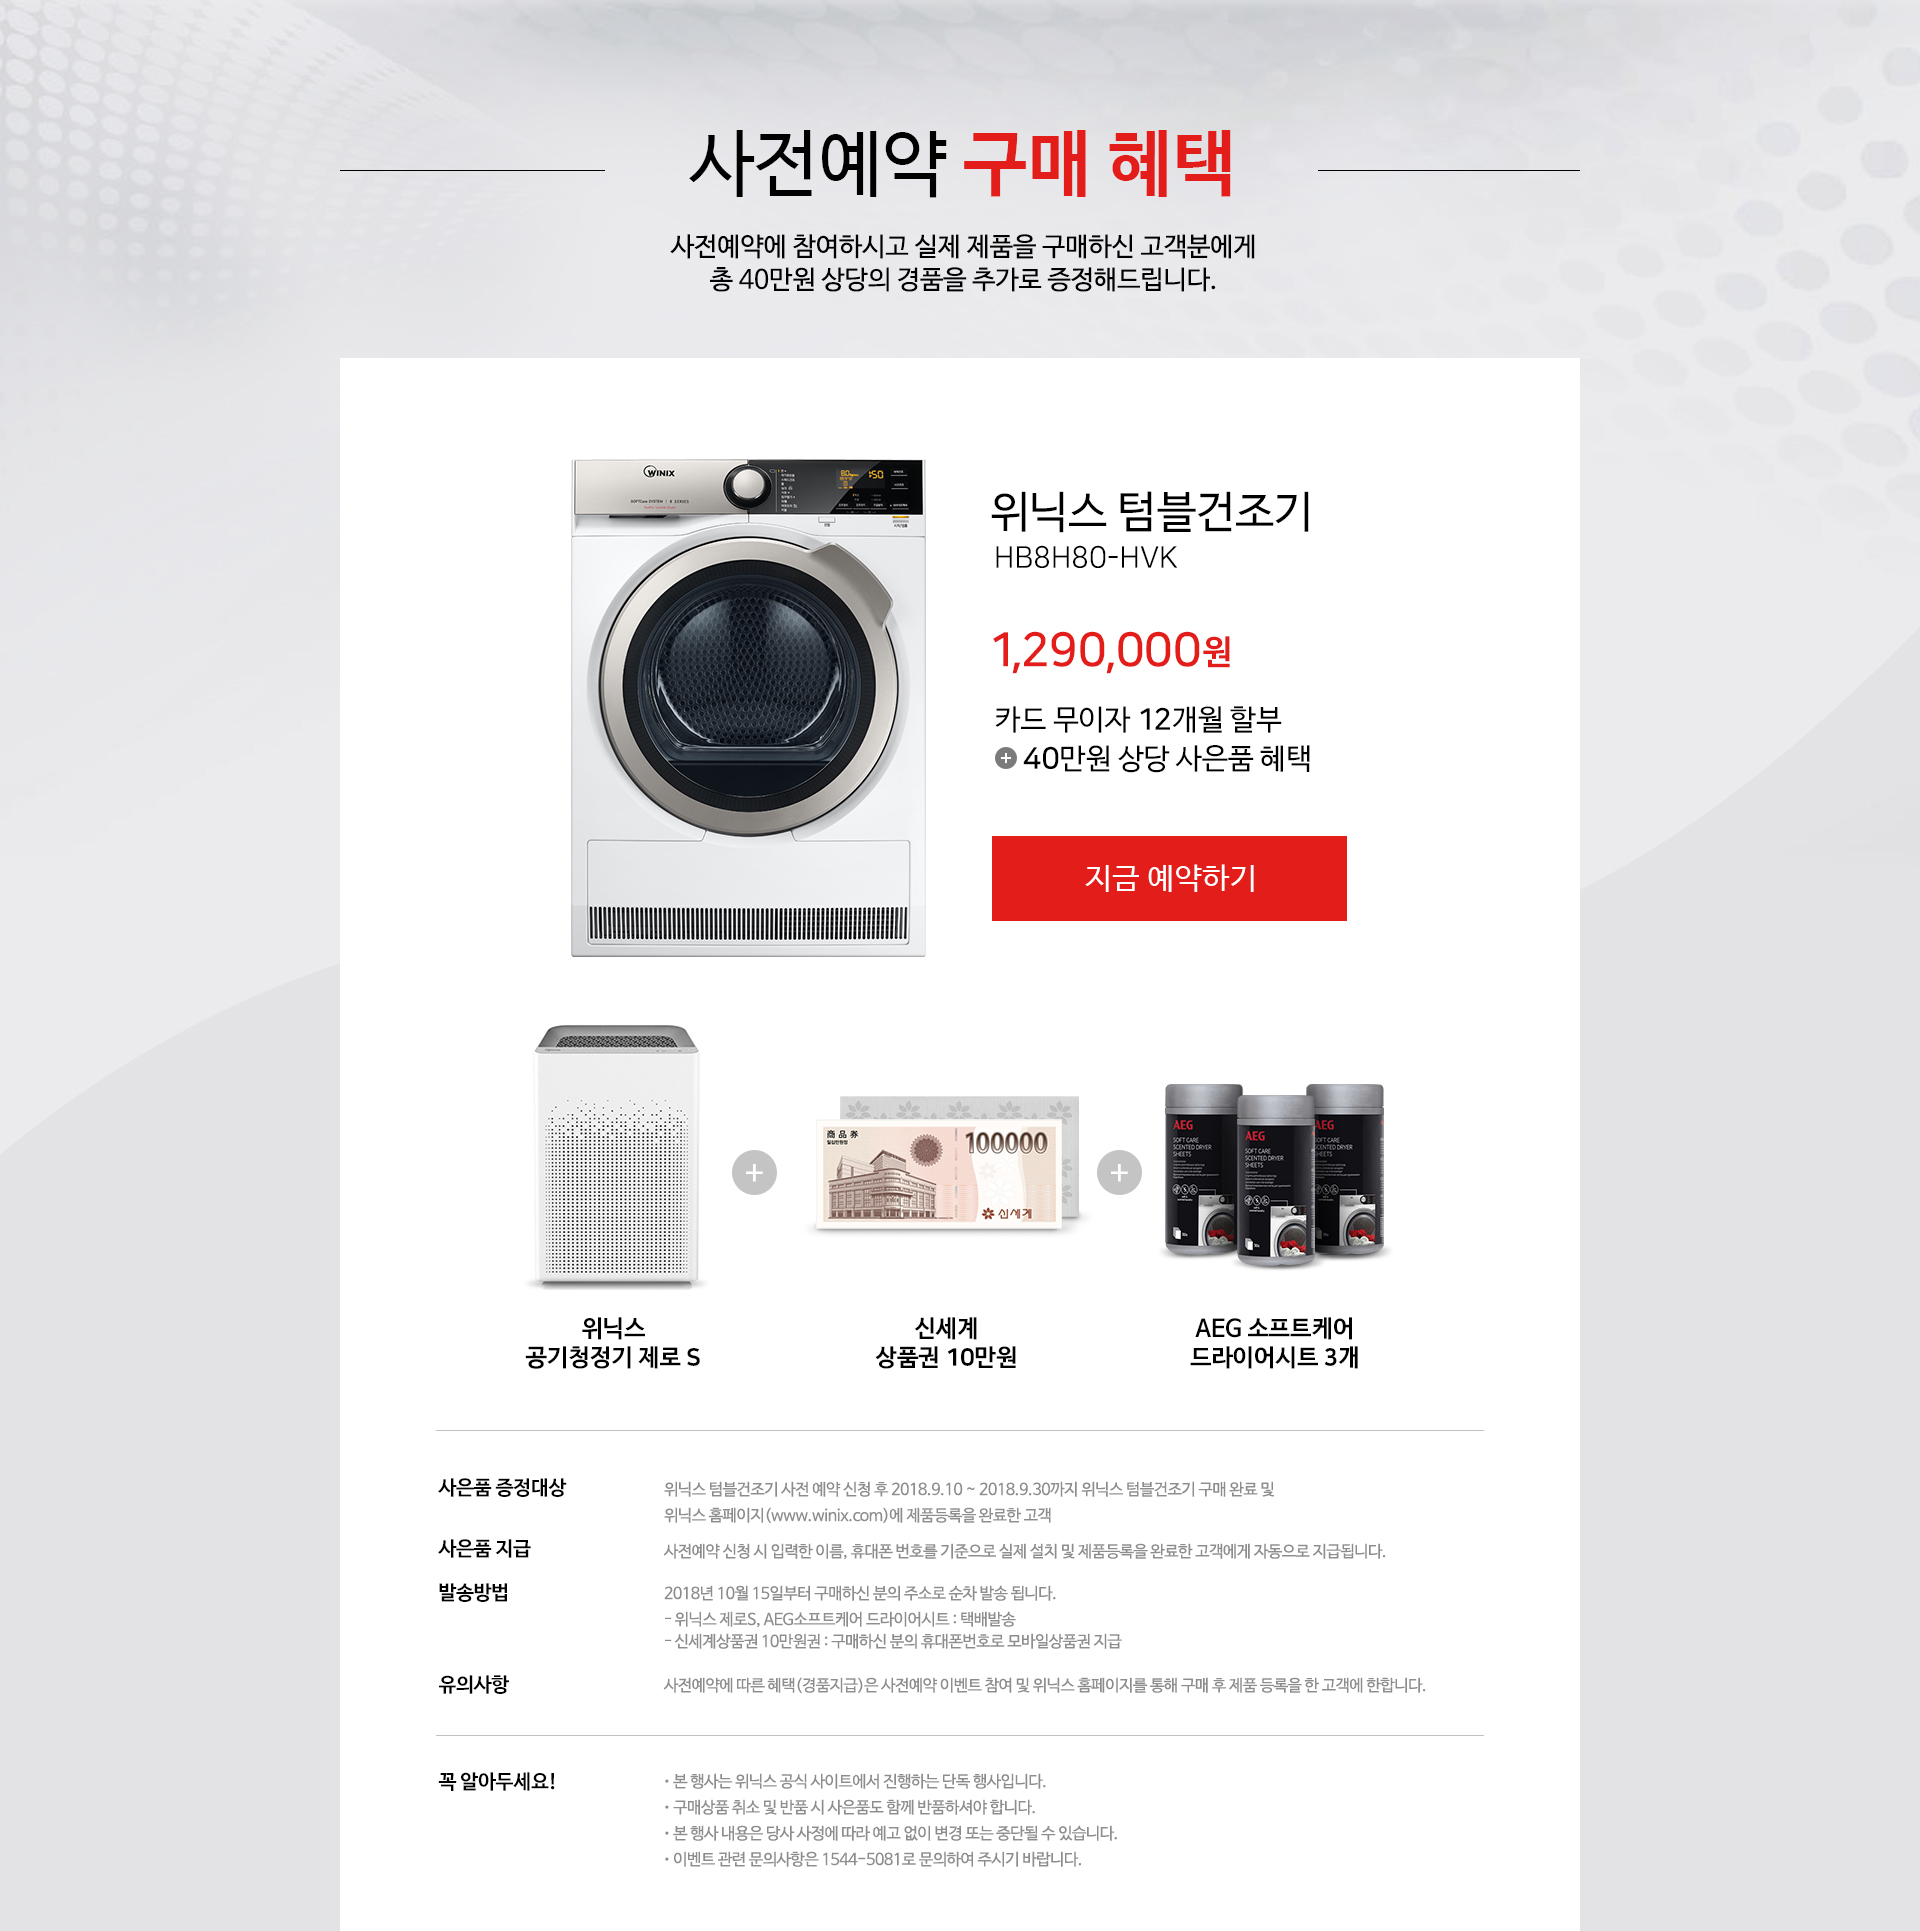 사전예약 구매 혜택
사전예약에 참여하시고 실제 제품을 구매하신 고객분에게
총 40만원 상당의 경품을 추가로 증정해드립니다.
WINIX
SOFTCare SYSTEM | 8 SERIES
80
1:50
위닉스 텀블건조기
HB8H80-HVK
1,290,000원
카드 무이자 12개월 할부
+ 40만원 상당 사은품 혜택
지금 예약하기
商品券
100000
신세계
AEG
SOFT CARE
SCENTED DRYER
SHEETS
AEG
SOFT CARE
SCENTED DRYER
SHEETS
AEG
SOFT CARE
SCENTED DRYER
SHEETS
위닉스
공기청정기 제로 S
신세계
상품권 10만원
AEG 소프트케어
드라이어시트 3개
사은품 증정대상
위닉스 텀블건조기 사전 예약 신청 후 2018.9.10 ~ 2018.9.30까지 위닉스 텀블건조기 구매 완료 및
위닉스 홈페이지(www.winix.com)에 제품등록을 완료한 고객
사은품 지급
사전예약 신청 시 입력한 이름, 휴대폰 번호를 기준으로 실제 설치 및 제품등록을 완료한 고객에게 자동으로 지급됩니다.
발송방법
2018년 10월 15일부터 구매하신 분의 주소로 순차 발송 됩니다.
- 위닉스 제로S, AEG소프트케어 드라이어시트 : 택배발송
- 신세계상품권 10만원권 : 구매하신 분의 휴대폰번호로 모바일상품권 지급
유의사항
사전예약에 따른 혜택(경품지급)은 사전예약 이벤트 참여 및 위닉스 홈페이지를 통해 구매 후 제품 등록을 한 고객에 한합니다.
꼭 알아두세요!
• 본 행사는 위닉스 공식 사이트에서 진행하는 단독 행사입니다.
• 구매상품 취소 및 반품 시 사은품도 함께 반품하셔야 합니다.
• 본 행사 내용은 당사 사정에 따라 예고 없이 변경 또는 중단될 수 있습니다.
• 이벤트 관련 문의사항은 1544-5081로 문의하여 주시기 바랍니다.